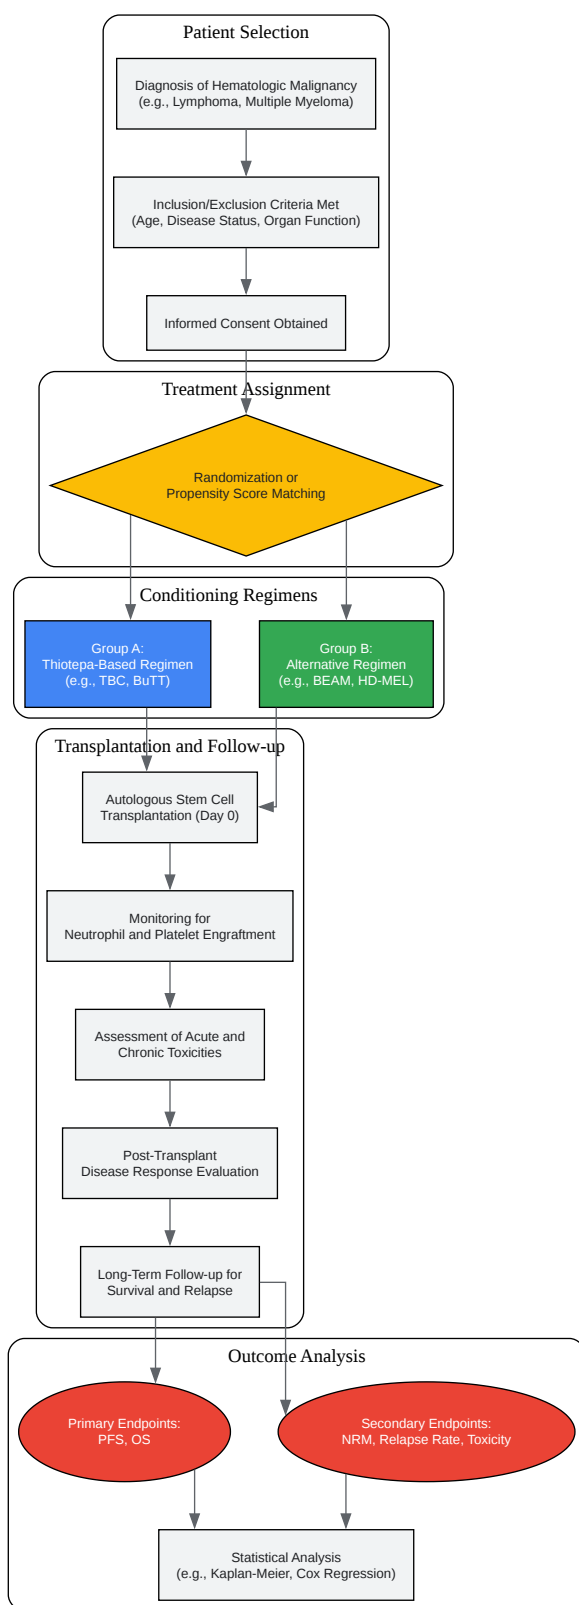 Patient Selection
Diagnosis of Hematologic Malignancy
(e.g., Lymphoma, Multiple Myeloma)
Inclusion/Exclusion Criteria Met
(Age, Disease Status, Organ Function)
Informed Consent Obtained
Treatment Assignment
Randomization or
Propensity Score Matching
Conditioning Regimens
Group A:
Thiotepa-Based Regimen
(e.g., TBC, BuTT)
Group B:
Alternative Regimen
(e.g., BEAM, HD-MEL)
Transplantation and Follow-up
Autologous Stem Cell
Transplantation (Day 0)
Monitoring for
Neutrophil and Platelet Engraftment
Assessment of Acute and
Chronic Toxicities
Post-Transplant
Disease Response Evaluation
Long-Term Follow-up for
Survival and Relapse
Outcome Analysis
Primary Endpoints:
PFS, OS
Secondary Endpoints:
NRM, Relapse Rate, Toxicity
Statistical Analysis
(e.g., Kaplan-Meier, Cox Regression)